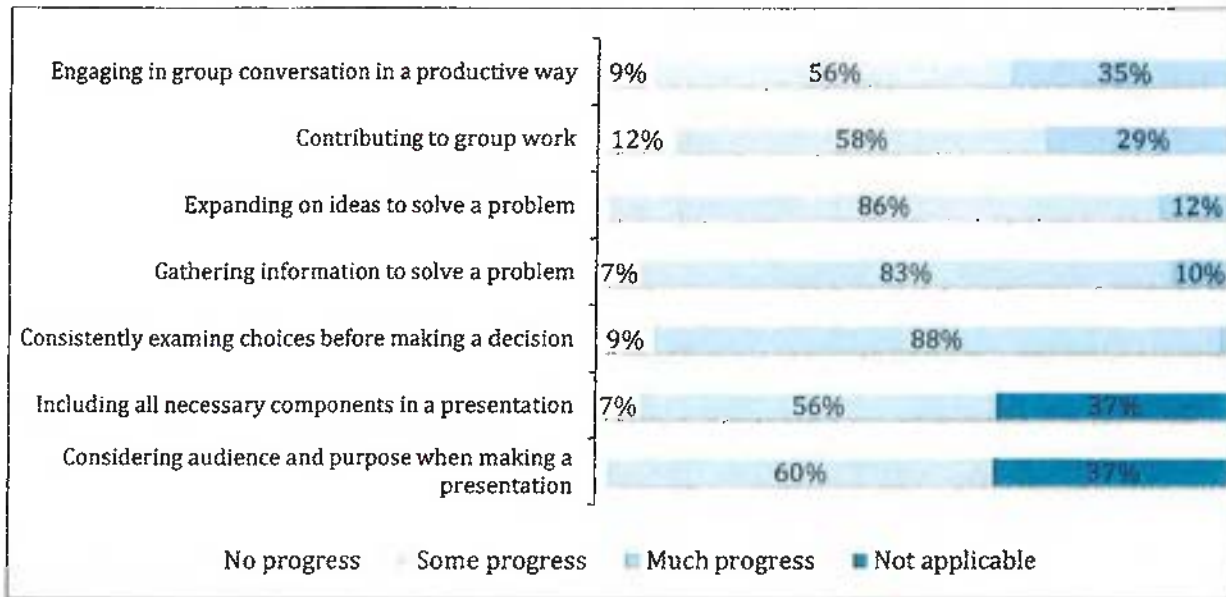 Engaging in group conversation in a productive way 9% 56% 35%
Contributing to group work 12% 58% 29%
Expanding on ideas to solve a problem 86% 12%
Gathering information to solve a problem 7% 83% 10%
Consistently examing choices before making a decision 9% 88%
Including all necessary components in a presentation 7% 56% 37%
Considering audience and purpose when making a
presentation 60% 37%
No progress Some progress Much progress Not applicable